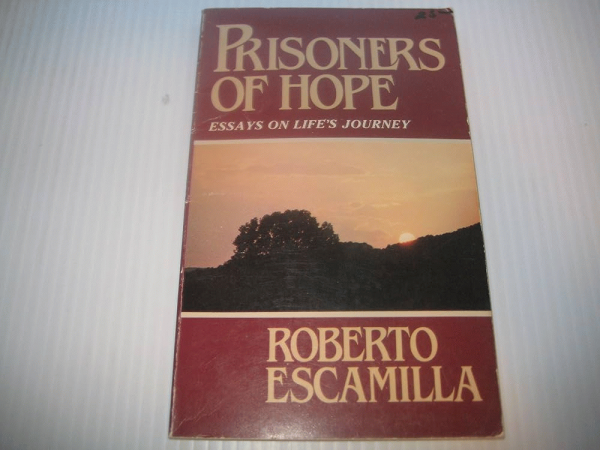 PRISONERS
OF HOPE
ESSAYS ON LIFE'S JOURNEY
ROBERTO
ESCAMILLA